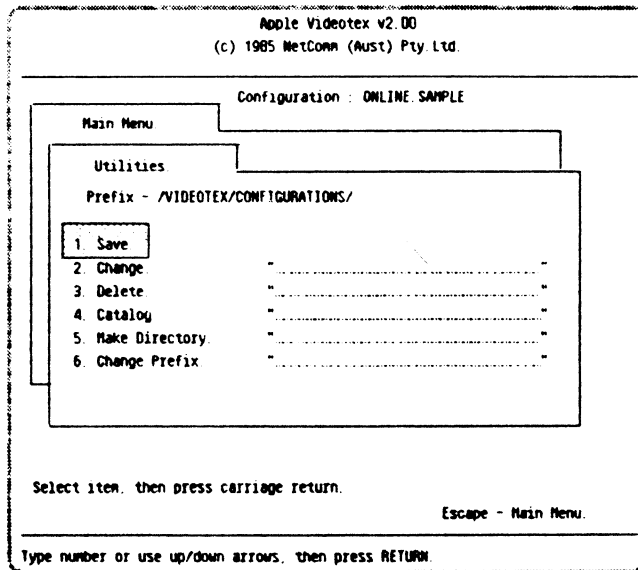 Apple Videotex v2.00
(c) 1985 NetComm (Aust) Pty.Ltd.
Configuration : ONLINE.SAMPLE
Main Menu.
Utilities.
Prefix - /VIDEOTEX/CONFIGURATIONS/
1. Save.
2. Change. "..............................."
3. Delete. "..............................."
4. Catalog "..............................."
5. Make Directory. "..............................."
6. Change Prefix. "..............................."
Select item, then press carriage return.
Escape - Main Menu.
Type number or use up/down arrows, then press RETURN.